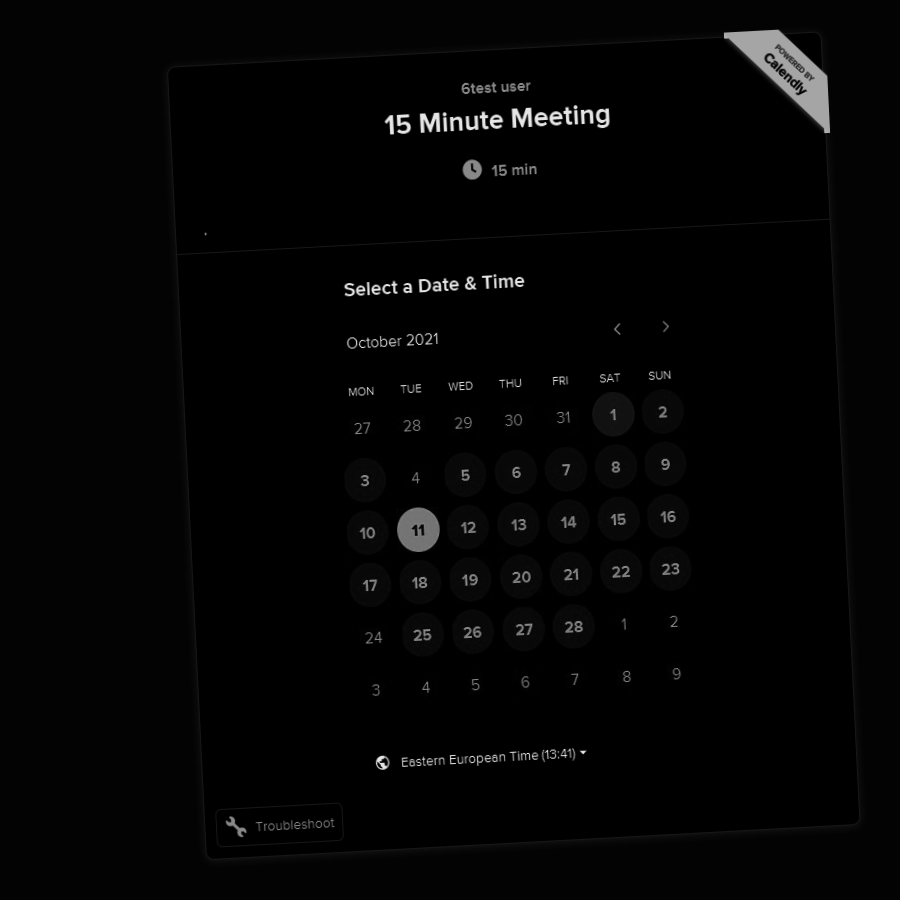 POWERED BY
Calendly
6test user
15 Minute Meeting
15 min
Select a Date & Time
October 2021
MON TUE WED THU FRI SAT SUN
27 28 29 30 31 1 2
3 4 5 6 7 8 9
10 11 12 13 14 15 16
17 18 19 20 21 22 23
24 25 26 27 28 1 2
3 4 5 6 7 8 9
Eastern European Time (13:41)
Troubleshoot